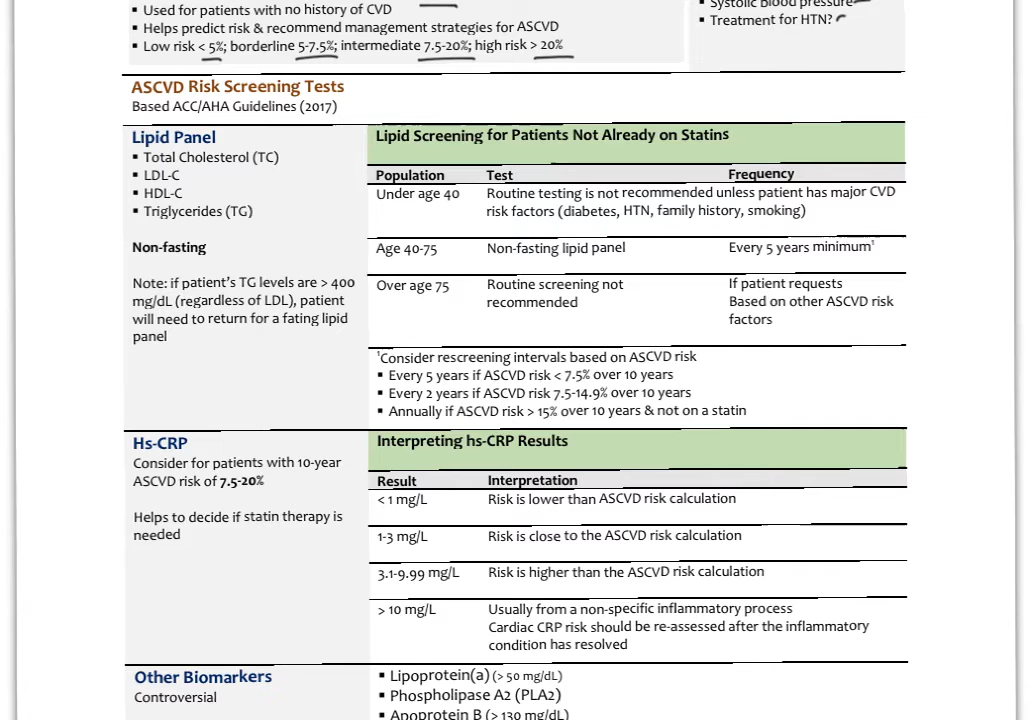 ▪ Used for patients with no history of CVD
▪ Helps predict risk & recommend management strategies for ASCVD
▪ Low risk < 5%; borderline 5-7.5%; intermediate 7.5-20%; high risk > 20%
▪ Systolic blood pressure
▪ Treatment for HTN?
ASCVD Risk Screening Tests
Based ACC/AHA Guidelines (2017)
Lipid Panel
▪ Total Cholesterol (TC)
▪ LDL-C
▪ HDL-C
▪ Triglycerides (TG)
Non-fasting
Note: if patient's TG levels are > 400
mg/dL (regardless of LDL), patient
will need to return for a fating lipid
panel
Lipid Screening for Patients Not Already on Statins
Population Test Frequency
Under age 40 Routine testing is not recommended unless patient has major CVD
risk factors (diabetes, HTN, family history, smoking)
Age 40-75 Non-fasting lipid panel Every 5 years minimum¹
Over age 75 Routine screening not If patient requests
recommended Based on other ASCVD risk
factors
¹Consider rescreening intervals based on ASCVD risk
▪ Every 5 years if ASCVD risk < 7.5% over 10 years
▪ Every 2 years if ASCVD risk 7.5-14.9% over 10 years
▪ Annually if ASCVD risk > 15% over 10 years & not on a statin
Hs-CRP
Consider for patients with 10-year
ASCVD risk of 7.5-20%
Helps to decide if statin therapy is
needed
Interpreting hs-CRP Results
Result Interpretation
< 1 mg/L Risk is lower than ASCVD risk calculation
1-3 mg/L Risk is close to the ASCVD risk calculation
3.1-9.99 mg/L Risk is higher than the ASCVD risk calculation
> 10 mg/L Usually from a non-specific inflammatory process
Cardiac CRP risk should be re-assessed after the inflammatory
condition has resolved
Other Biomarkers
Controversial
▪ Lipoprotein(a) (> 50 mg/dL)
▪ Phospholipase A2 (PLA2)
▪ Apoprotein B (> 130 mg/dL)